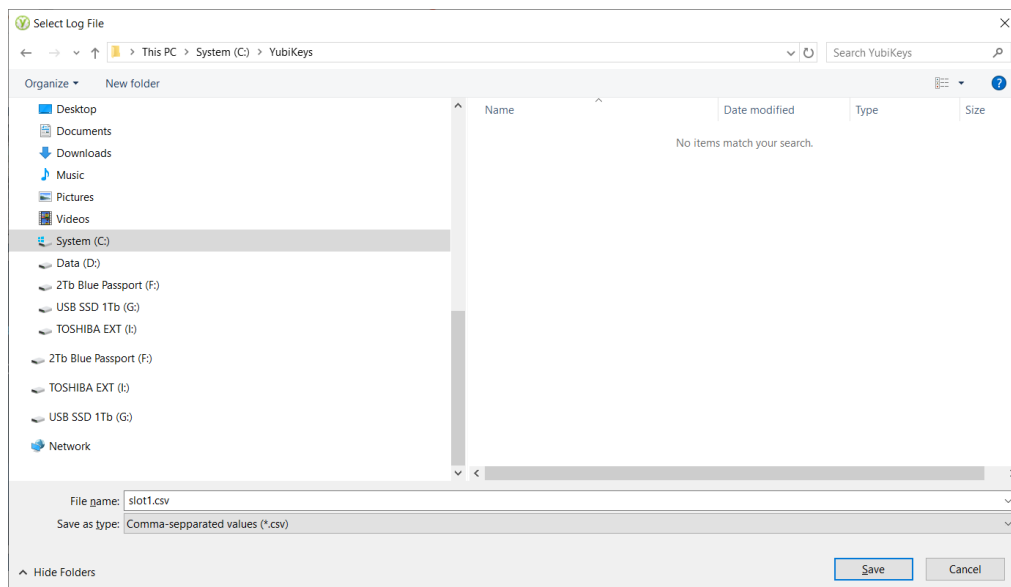 Select Log File
This PC > System (C:) > YubiKeys
Search YubiKeys
Organize
New folder
?
Name
Date modified
Type
Size
No items match your search.
Desktop
Documents
Downloads
Music
Pictures
Videos
System (C:)
Data (D:)
2Tb Blue Passport (F:)
USB SSD 1Tb (G:)
TOSHIBA EXT (I:)
2Tb Blue Passport (F:)
TOSHIBA EXT (I:)
USB SSD 1Tb (G:)
Network
File name: slot1.csv
Save as type: Comma-sepparated values (*.csv)
Hide Folders
Save
Cancel